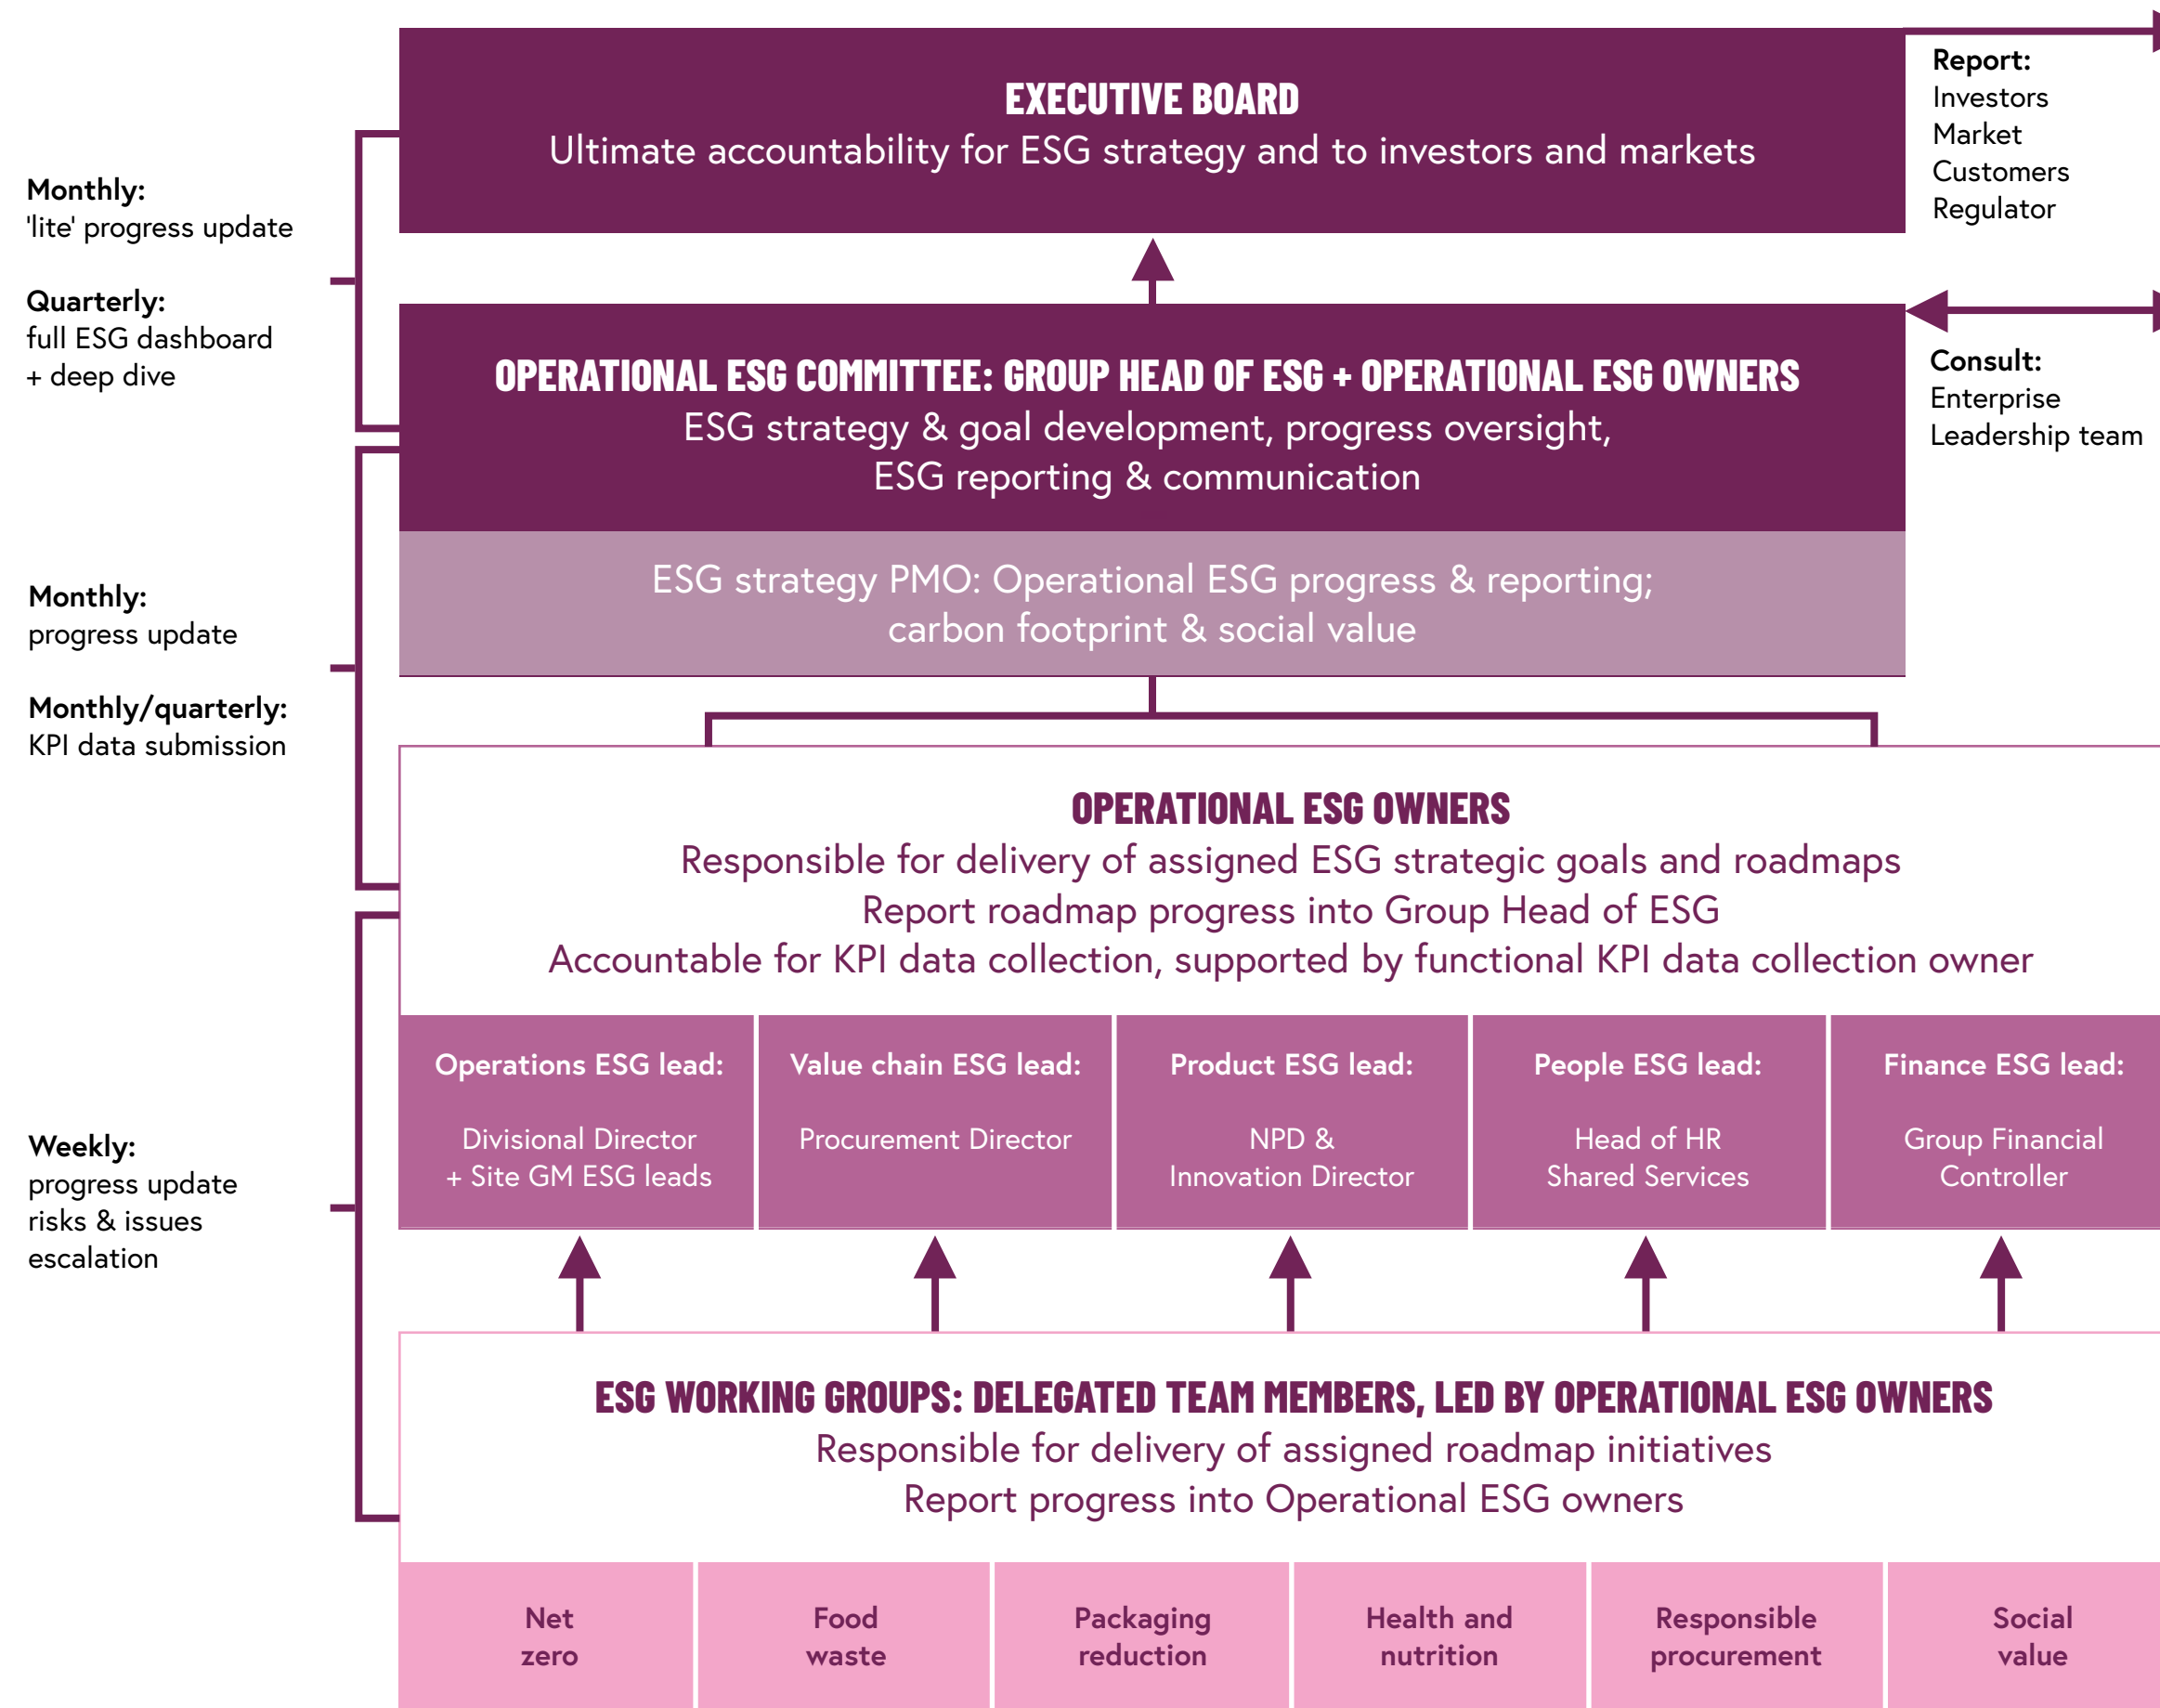 EXECUTIVE BOARD
Ultimate accountability for ESG strategy and to investors and markets
Report:
Investors
Market
Customers
Regulator
Monthly:
'lite' progress update
Quarterly:
full ESG dashboard
+ deep dive
OPERATIONAL ESG COMMITTEE: GROUP HEAD OF ESG + OPERATIONAL ESG OWNERS
ESG strategy & goal development, progress oversight,
ESG reporting & communication
Consult:
Enterprise
Leadership team
ESG strategy PMO: Operational ESG progress & reporting;
carbon footprint & social value
Monthly:
progress update
Monthly/quarterly:
KPI data submission
OPERATIONAL ESG OWNERS
Responsible for delivery of assigned ESG strategic goals and roadmaps
Report roadmap progress into Group Head of ESG
Accountable for KPI data collection, supported by functional KPI data collection owner
Operations ESG lead:
Divisional Director
+ Site GM ESG leads
Value chain ESG lead:
Procurement Director
Product ESG lead:
NPD &
Innovation Director
People ESG lead:
Head of HR
Shared Services
Finance ESG lead:
Group Financial
Controller
Weekly:
progress update
risks & issues
escalation
ESG WORKING GROUPS: DELEGATED TEAM MEMBERS, LED BY OPERATIONAL ESG OWNERS
Responsible for delivery of assigned roadmap initiatives
Report progress into Operational ESG owners
Net
zero
Food
waste
Packaging
reduction
Health and
nutrition
Responsible
procurement
Social
value